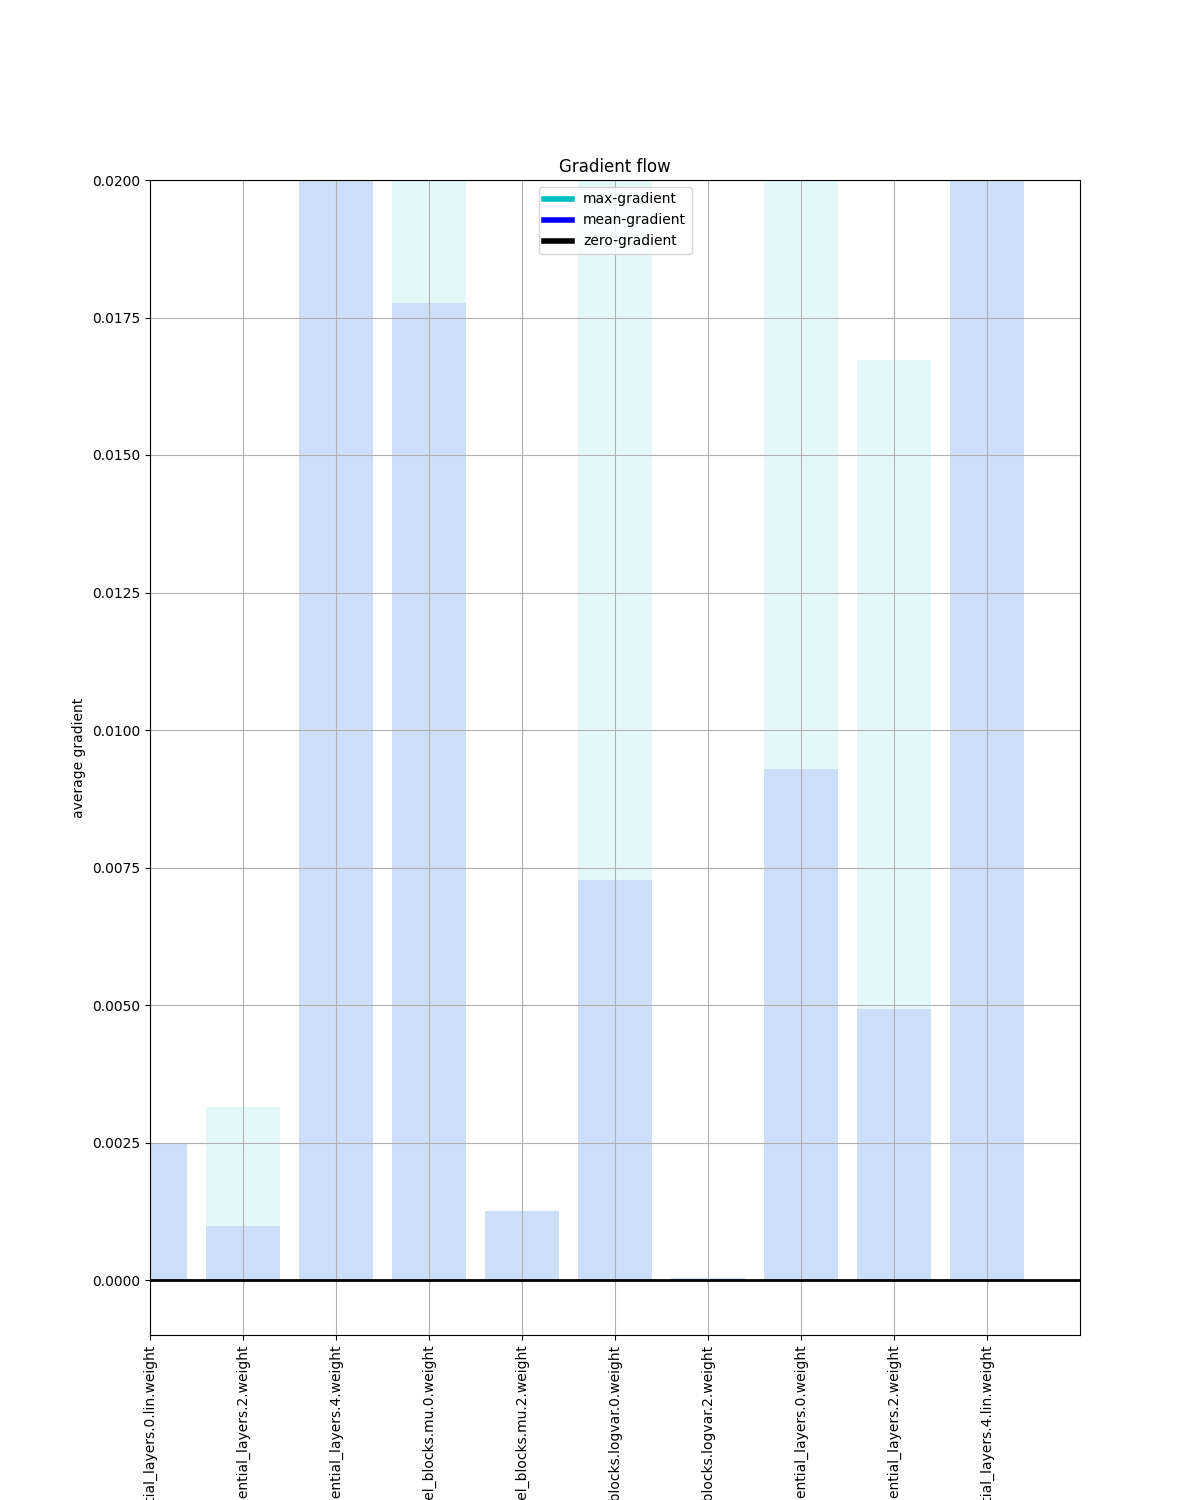 Gradient flow
max-gradient
mean-gradient
zero-gradient
0.0200
0.0175
0.0150
0.0125
0.0100
0.0075
0.0050
0.0025
0.0000
average gradient
tial_layers.0.lin.weight
ential_layers.2.weight
ential_layers.4.weight
el_blocks.mu.0.weight
el_blocks.mu.2.weight
blocks.logvar.0.weight
blocks.logvar.2.weight
ential_layers.0.weight
ential_layers.2.weight
tial_layers.4.lin.weight